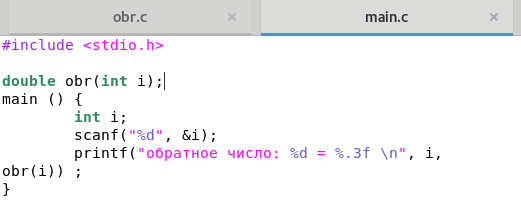 obr.c × main.c ×
#include <stdio.h>
double obr(int i);
main () {
int i;
scanf("%d", &i);
printf("обратное число: %d = %.3f \n", i,
obr(i)) ;
}